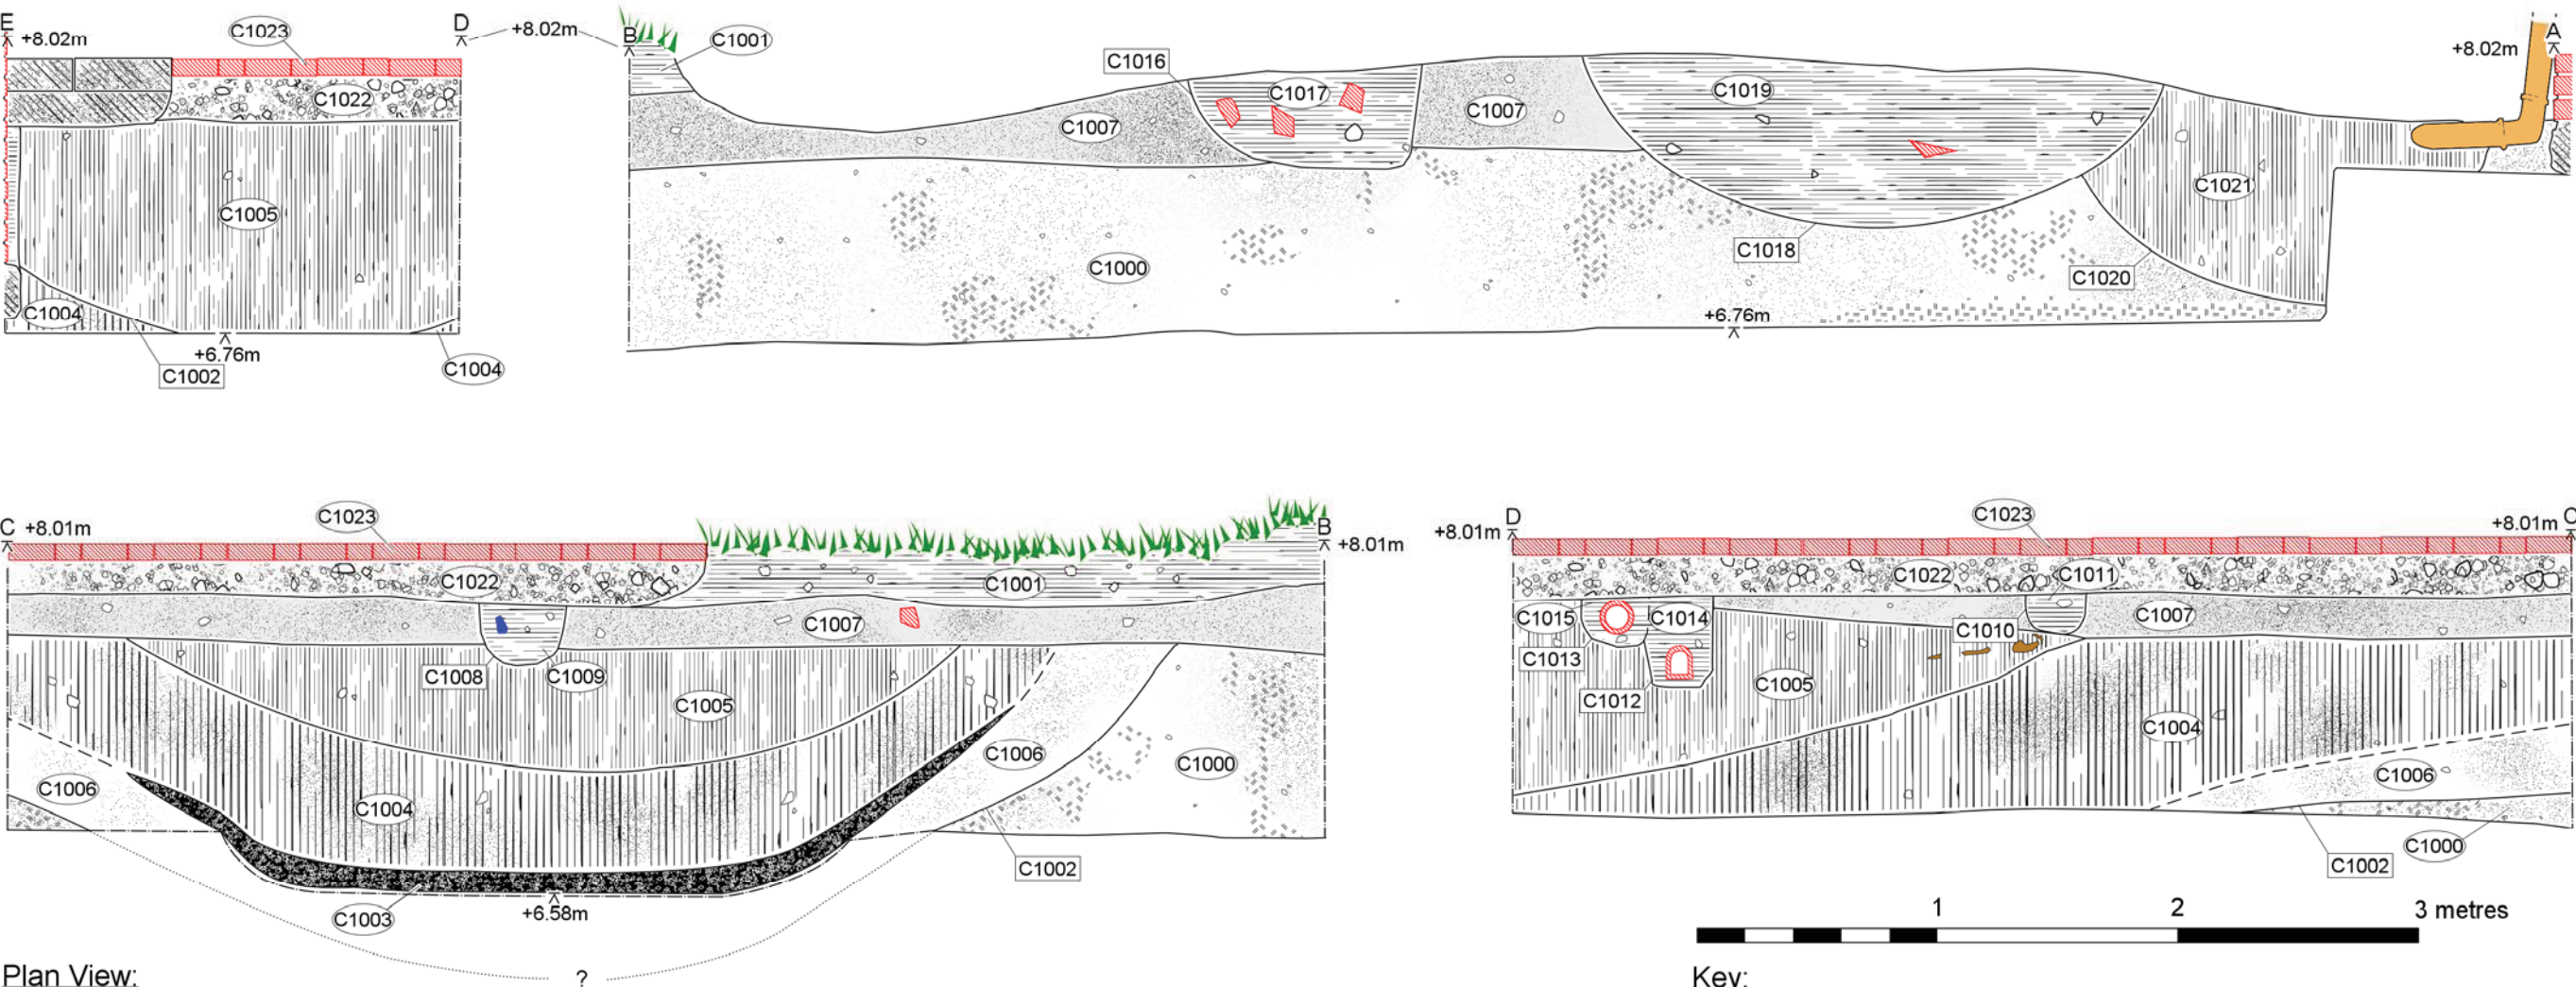 E
+8.02m
C1023
D
+8.02m
B
C1001
C1016
C1017
C1007
C1007
C1019
+8.02m
A
C1022
C1005
C1004
C1002
+6.76m
C1004
C1000
C1018
C1021
C1020
+6.76m
C
+8.01m
C1023
B
+8.01m
C1022
C1001
C1007
C1008
C1009
C1005
C1006
C1004
C1006
C1000
C1002
C1003
+6.58m
?
D
+8.01m
C1023
+8.01m
C
C1022
C1011
C1015
C1014
C1010
C1007
C1013
C1012
C1005
C1004
C1006
C1000
C1002
1 2 3 metres
Plan View:
Key: